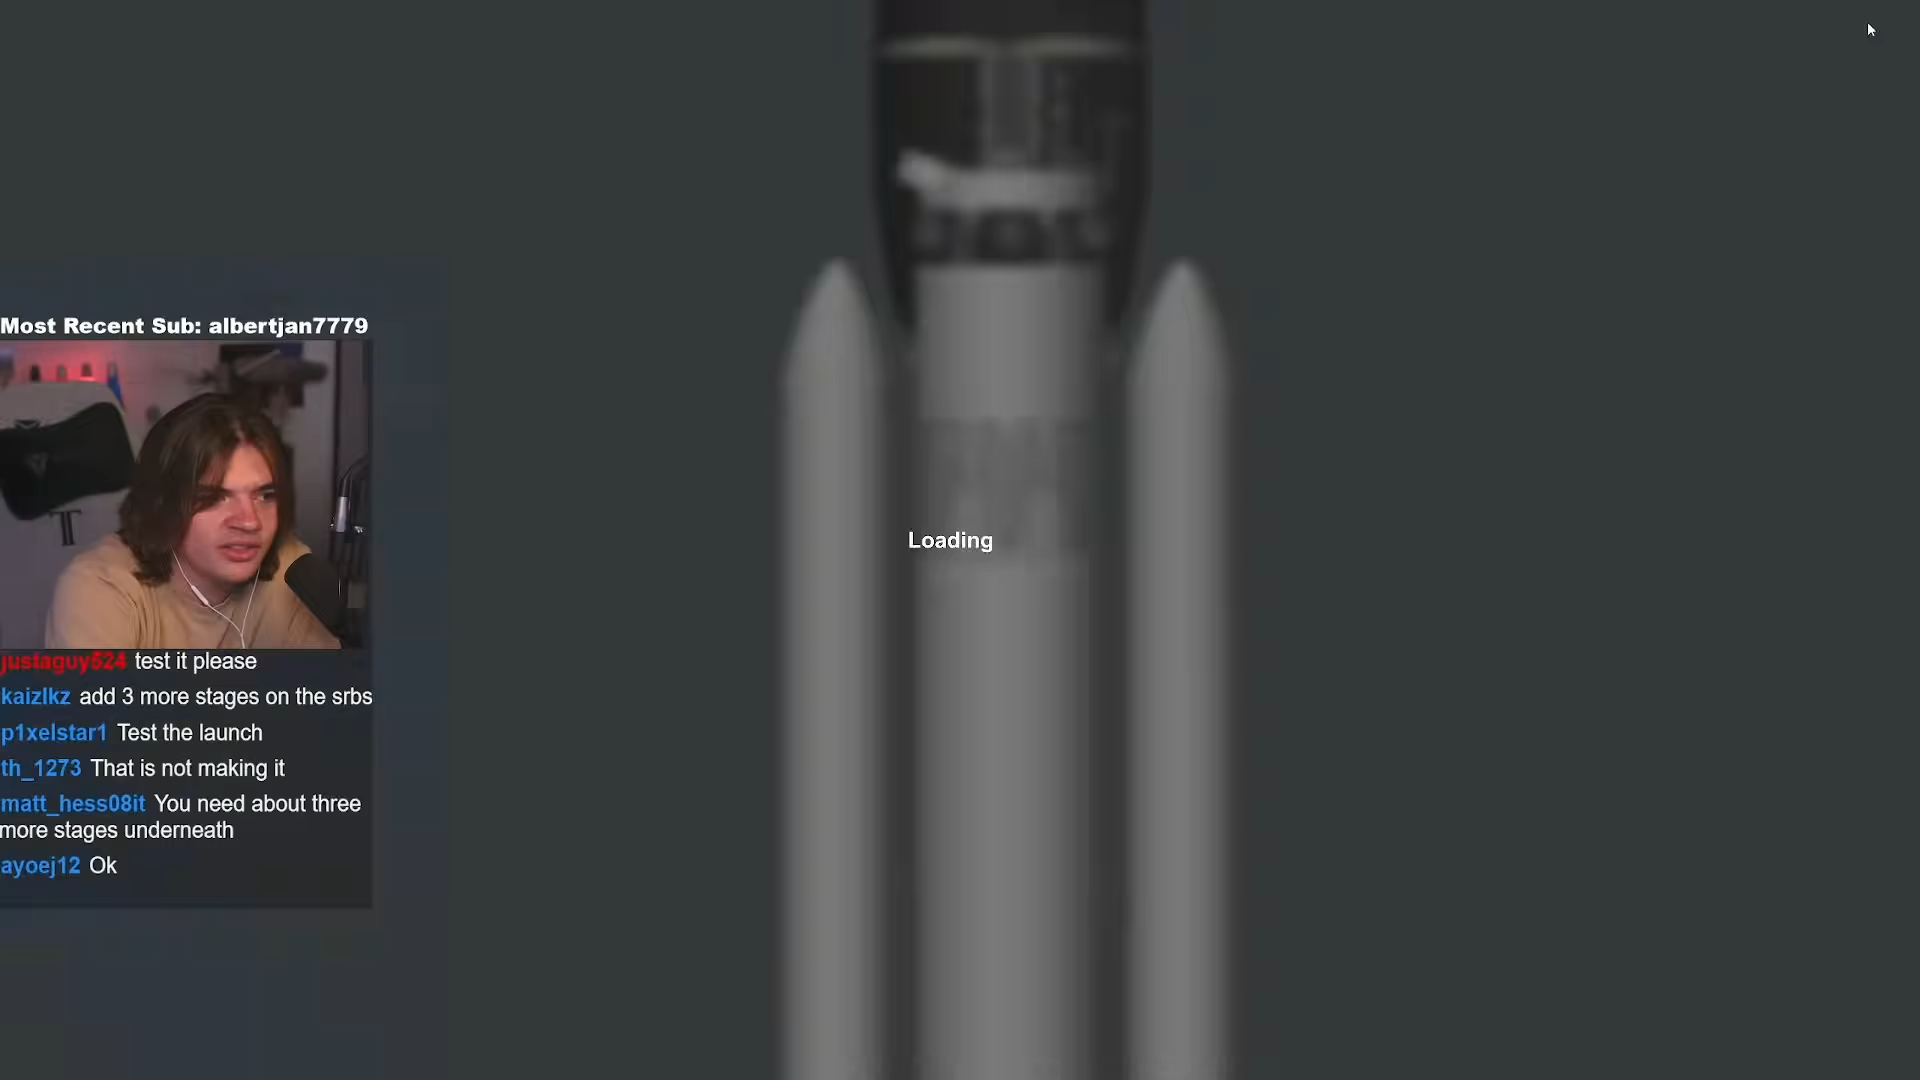 Most Recent Sub: albertjan7779
Loading
justaguy524 test it please
kaizlkz add 3 more stages on the srbs
p1xelstar1 Test the launch
th_1273 That is not making it
matt_hess08it You need about three
more stages underneath
ayoej12 Ok